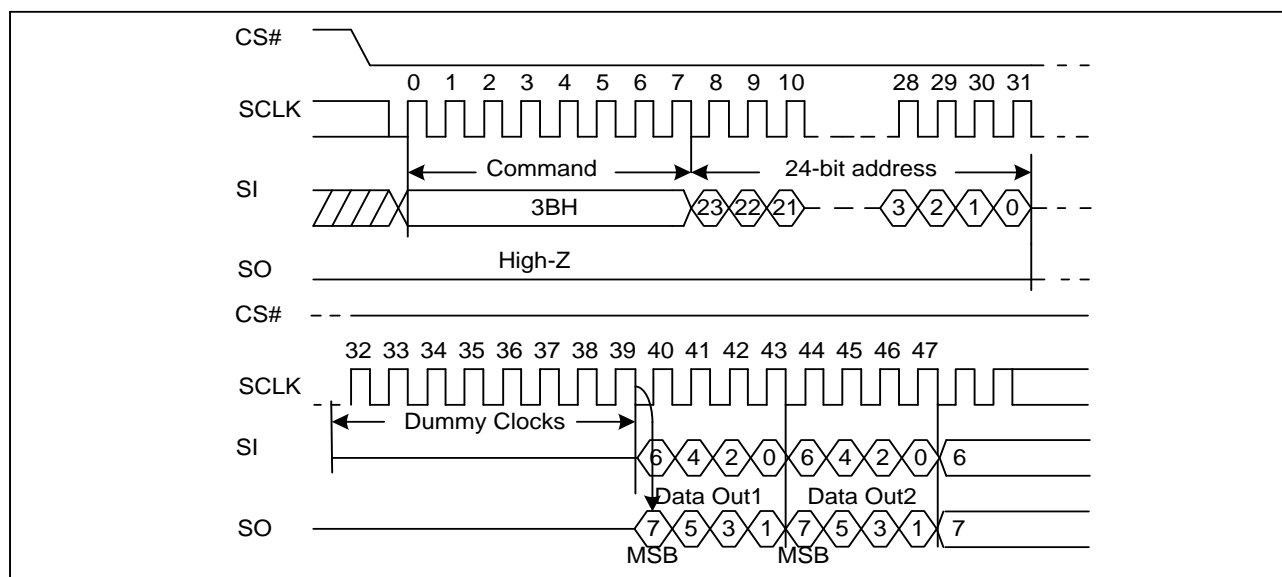 CS#
0 1 2 3 4 5 6 7 8 9 10 28 29 30 31
SCLK
Command 24-bit address
SI
3BH 23 22 21 3 2 1 0
High-Z
SO
CS#
32 33 34 35 36 37 38 39 40 41 42 43 44 45 46 47
SCLK
Dummy Clocks
SI
6 4 2 0 6 4 2 0 6
Data Out1 Data Out2
SO
7 5 3 1 7 5 3 1 7
MSB MSB